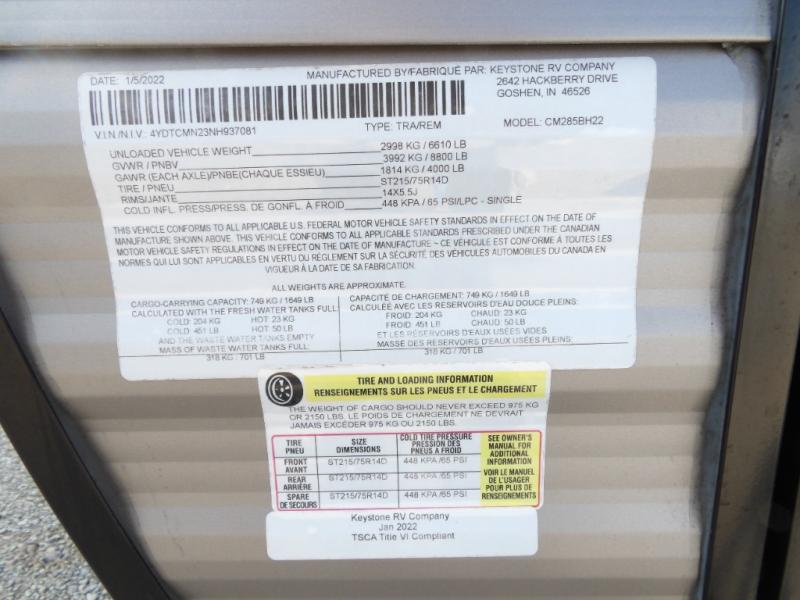 DATE: 1/5/2022 MANUFACTURED BY/FABRIQUÉ PAR: KEYSTONE RV COMPANY
2642 HACKBERRY DRIVE
GOSHEN, IN 46526
V.I.N./N.I.V.: 4YDTCMN23NH937081 TYPE: TRA/REM MODEL: CM285BH22
UNLOADED VEHICLE WEIGHT 2998 KG / 6610 LB
GVWR / PNBV 3992 KG / 8800 LB
GAWR (EACH AXLE)/PNBE(CHAQUE ESSIEU) 1814 KG / 4000 LB
TIRE / PNEU ST215/75R14D
RIMS/JANTE 14X5.5J
COLD INFL. PRESS/PRESS. DE GONFL. À FROID 448 KPA / 65 PSI/LPC - SINGLE
THIS VEHICLE CONFORMS TO ALL APPLICABLE U.S. FEDERAL MOTOR VEHICLE SAFETY STANDARDS IN EFFECT ON THE DATE OF
MANUFACTURE SHOWN ABOVE. THIS VEHICLE CONFORMS TO ALL APPLICABLE STANDARDS PRESCRIBED UNDER THE CANADIAN
MOTOR VEHICLE SAFETY REGULATIONS IN EFFECT ON THE DATE OF MANUFACTURE ~ CE VÉHICULE EST CONFORME À TOUTES LES
NORMES QUI LUI SONT APPLICABLES EN VERTU DU RÉGLEMENT SUR LA SÉCURITÉ DES VÉHICULES AUTOMOBILES DU CANADA EN
VIGUEUR À LA DATE DE SA FABRICATION.
ALL WEIGHTS ARE APPROXIMATE.
CARGO-CARRYING CAPACITY: 749 KG / 1649 LB
CALCULATED WITH THE FRESH WATER TANKS FULL:
COLD: 204 KG HOT: 23 KG
COLD: 451 LB HOT: 50 LB
AND THE WASTE WATER TANKS EMPTY
MASS OF WASTE WATER TANKS FULL:
318 KG / 701 LB
CAPACITÉ DE CHARGEMENT: 749 KG / 1649 LB
CALCULÉE AVEC LES RÉSERVOIRS D'EAU DOUCE PLEINS:
FROID: 204 KG CHAUD: 23 KG
FROID: 451 LB CHAUD: 50 LB
ET LES RÉSERVOIRS D'EAUX USÉES VIDES
MASSE DES RÉSERVOIRS D'EAUX USÉES PLEINS:
318 KG / 701 LB
TIRE AND LOADING INFORMATION
RENSEIGNEMENTS SUR LES PNEUS ET LE CHARGEMENT
THE WEIGHT OF CARGO SHOULD NEVER EXCEED 975 KG
OR 2150 LBS. LE POIDS DE CHARGEMENT NE DEVRAIT
JAMAIS EXCÉDER 975 KG OU 2150 LBS.
TIRE
PNEU
SIZE
DIMENSIONS
COLD TIRE PRESSURE
PRESSION DES
PNEUS A FROID
FRONT
AVANT
ST215/75R14D
448 KPA /65 PSI
REAR
ARRIÈRE
ST215/75R14D
448 KPA /65 PSI
SPARE
DE SECOURS
ST215/75R14D
448 KPA /65 PSI
SEE OWNER'S
MANUAL FOR
ADDITIONAL
INFORMATION
VOIR LE MANUEL
DE L'USAGER
POUR PLUS DE
RENSEIGNEMENTS
Keystone RV Company
Jan 2022
TSCA Title VI Compliant